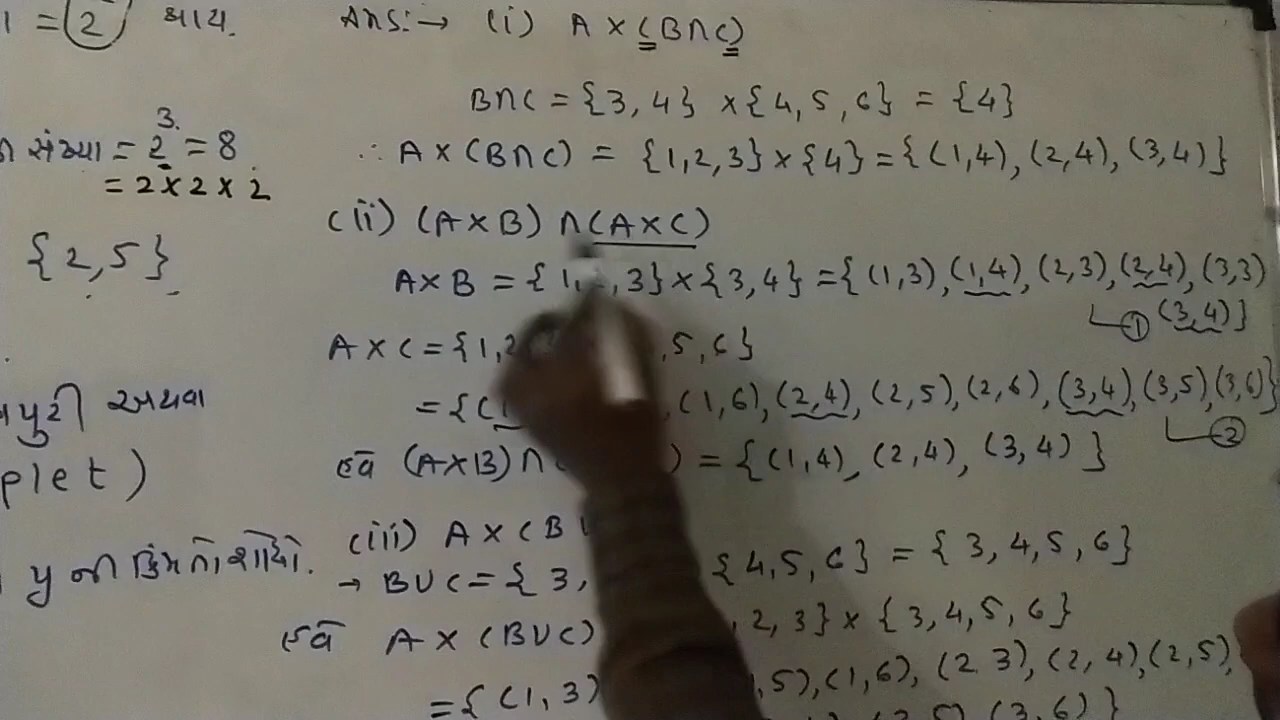 1 = 2 થાય.
સંખ્યા = 2³ = 8
= 2 × 2 × 2
{2,5}
અથવા
plet)
y ની કિંમતો શોધો.
Ans:→ (i) A × (B∩C)
B∩C = {3,4} × {4,5,6} = {4}
∴ A × (B∩C) = {1,2,3} × {4} = {(1,4), (2,4), (3,4)}
(ii) (A×B) ∩ (A×C)
A×B = {1, ,3} × {3,4} = {(1,3), (1,4), (2,3), (2,4), (3,3)
① (3,4)}
A×C = {1,2 ,5,6}
= {( , (1,6), (2,4), (2,5), (2,6), (3,4), (3,5), (3,6)}
②
હવે (A×B)∩( ) = {(1,4), (2,4), (3,4)}
(iii) A × (B
→ B∪C = {3, {4,5,6} = {3,4,5,6}
હવે A × (B∪C) ,2,3} × {3,4,5,6}
= {(1,3) ,5), (1,6), (2 3), (2,4), (2,5),
(3,6)}